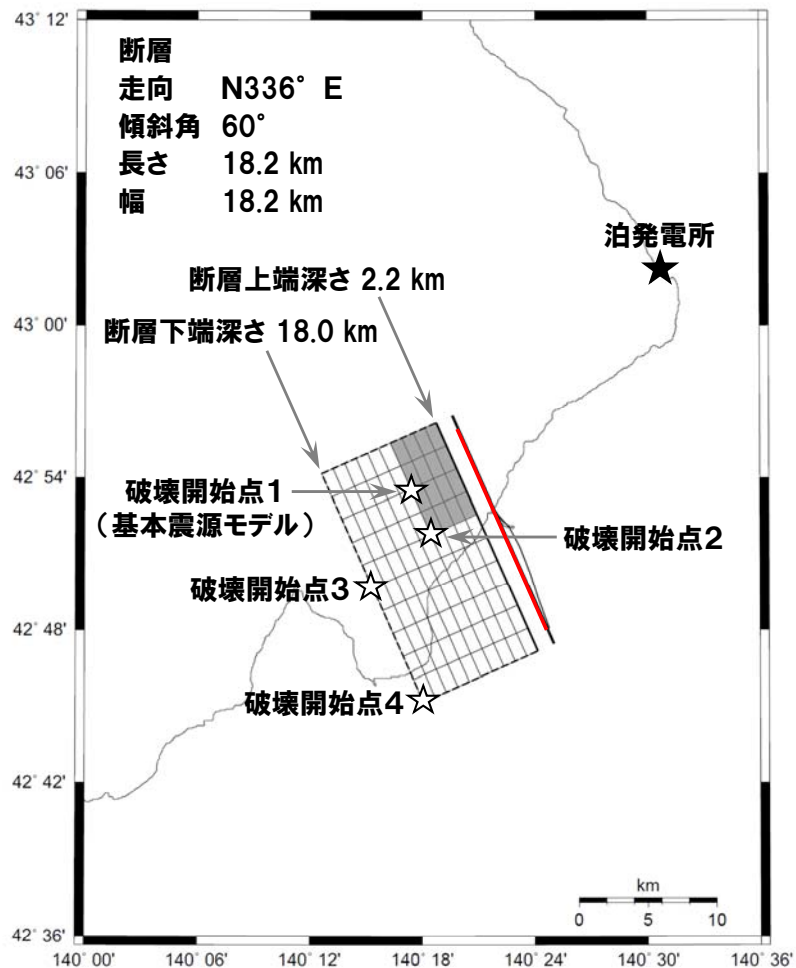 43˚ 12'
断層
走向 N336°E
傾斜角 60°
長さ 18.2 km
幅 18.2 km
43˚ 06'
泊発電所
断層上端深さ 2.2 km
43˚ 00'
断層下端深さ 18.0 km
42˚ 54'
破壊開始点1
（基本震源モデル）
破壊開始点2
破壊開始点3
42˚ 48'
破壊開始点4
42˚ 42'
km
0 5 10
42˚ 36'
140˚ 00' 140˚ 06' 140˚ 12' 140˚ 18' 140˚ 24' 140˚ 30' 140˚ 36'